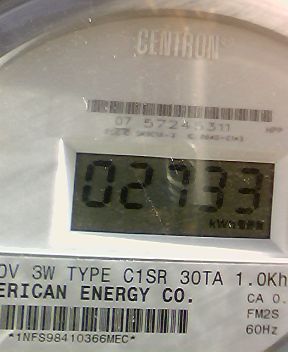 CENTRON
07 57245311 HPP
02733
kWh
0V 3W TYPE C1SR 30TA 1.0Kh
ERICAN ENERGY CO.
CA 0.
FM2S
60Hz
*1NFS98410366MEC*